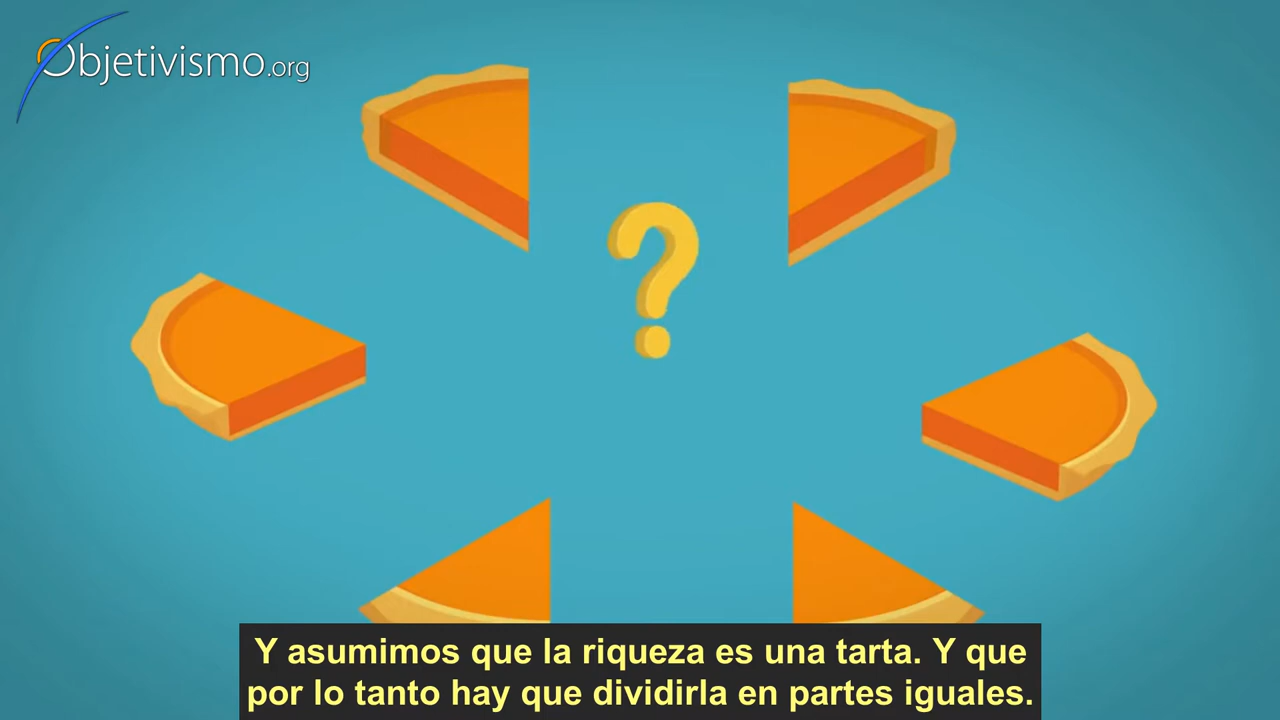 Objetivismo.org
?
Y asumimos que la riqueza es una tarta. Y que
por lo tanto hay que dividirla en partes iguales.